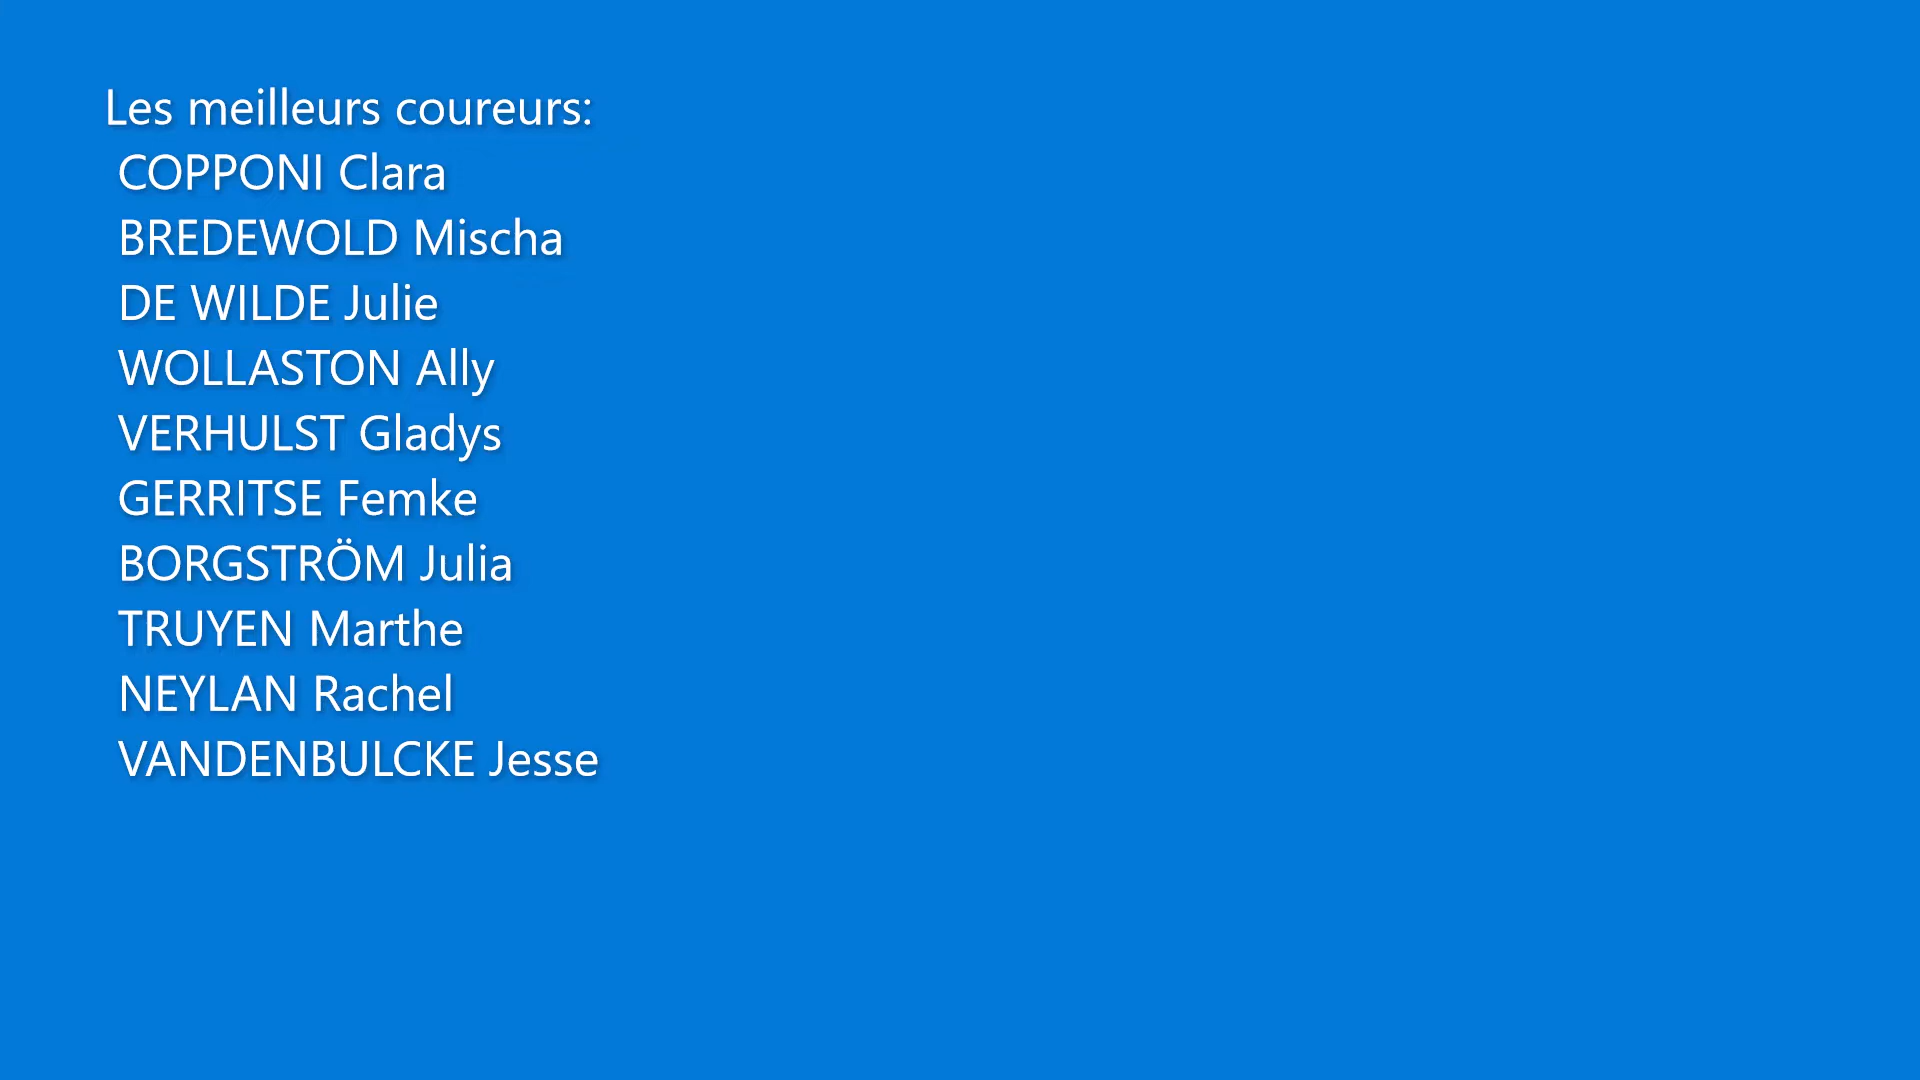 Les meilleurs coureurs:
COPPONI Clara
BREDEWOLD Mischa
DE WILDE Julie
WOLLASTON Ally
VERHULST Gladys
GERRITSE Femke
BORGSTRÖM Julia
TRUYEN Marthe
NEYLAN Rachel
VANDENBULCKE Jesse